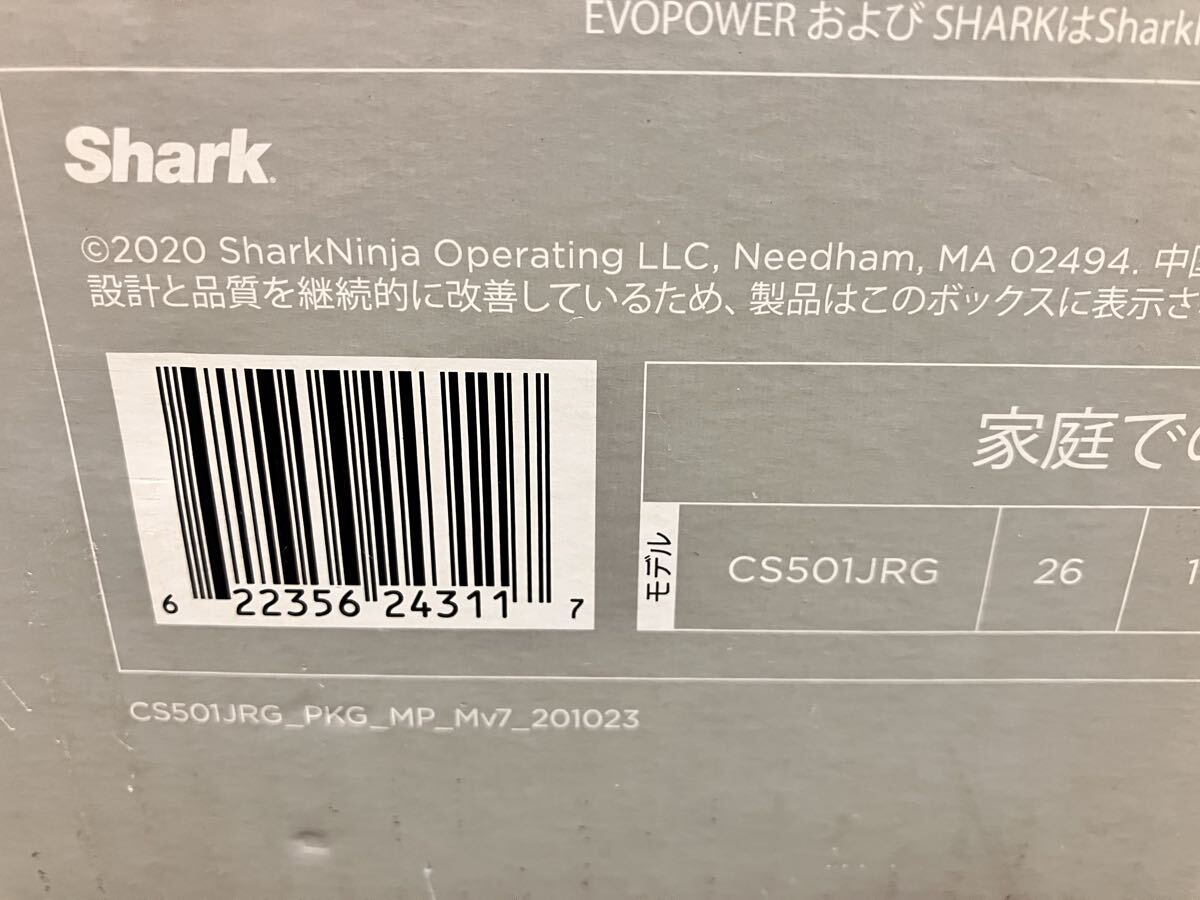 EVOPOWER および SHARKはShark
Shark.
©2020 SharkNinja Operating LLC, Needham, MA 02494. 中
設計と品質を継続的に改善しているため、製品はこのボックスに表示さ
家庭で
モデル CS501JRG 26 1
6 22356 24311 7
CS501JRG_PKG_MP_Mv7_201023